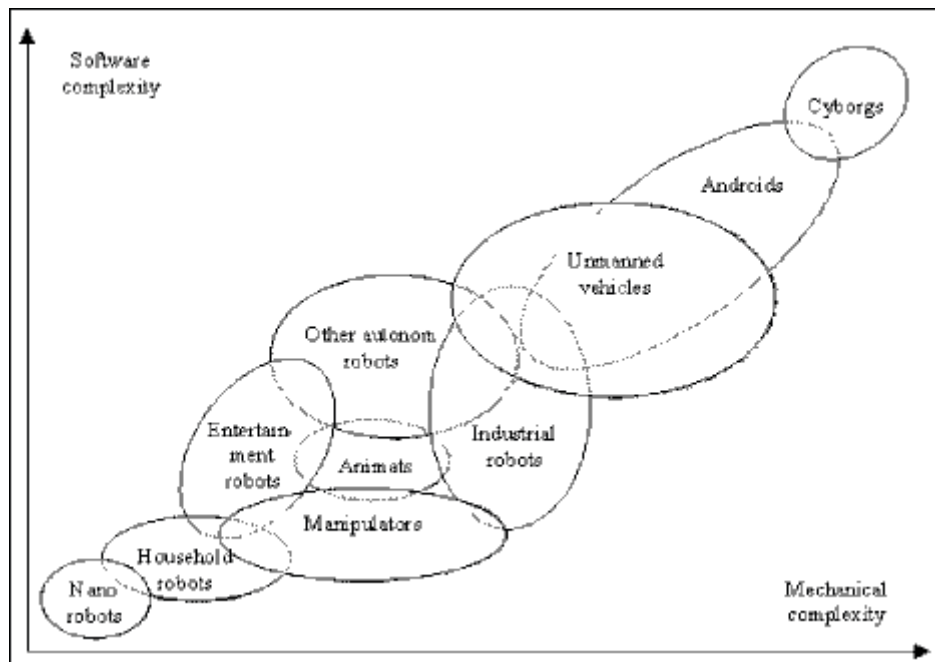 Software
complexity
Cyborgs
Androids
Unmanned
vehicles
Other autonom
robots
Entertain-
ment
robots
Animats
Industrial
robots
Manipulators
Household
robots
Nano
robots
Mechanical
complexity